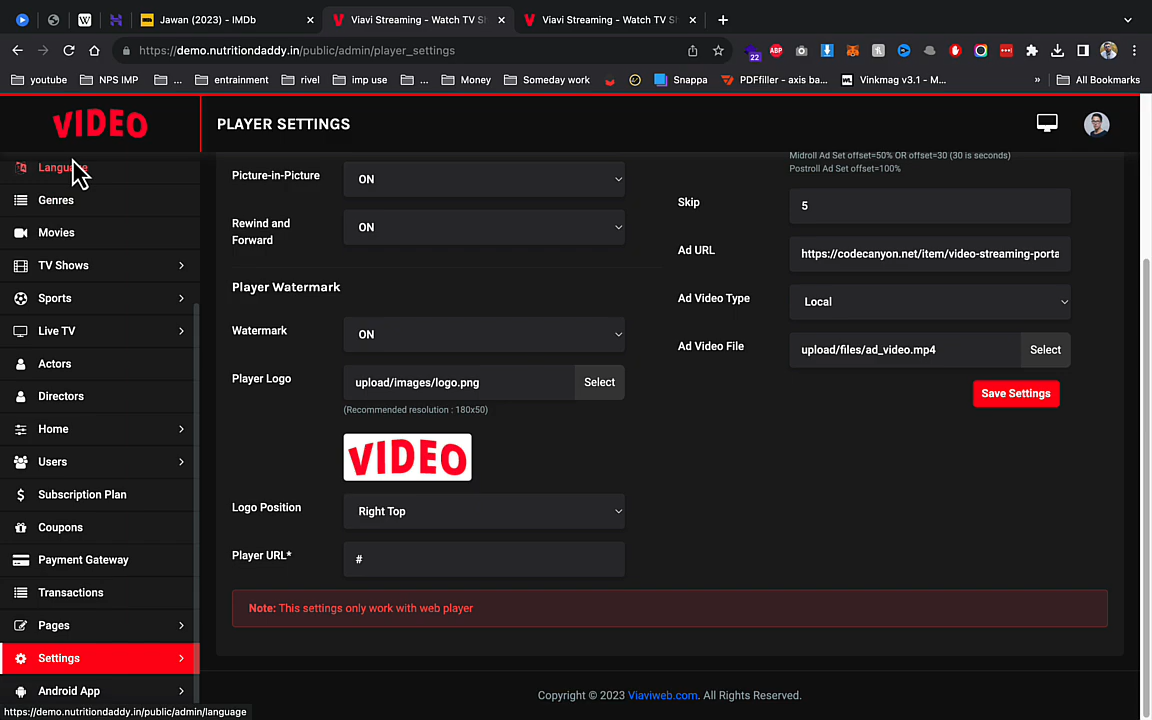 Jawan (2023) - IMDb
Viavi Streaming - Watch TV Sh
Viavi Streaming - Watch TV Sh
https://demo.nutritiondaddy.in/public/admin/player_settings
22
ABP
youtube
NPS IMP
...
entrainment
rivel
imp use
...
Money
Someday work
Snappa
PDFfiller - axis ba...
Vinkmag v3.1 - M...
»
All Bookmarks
VIDEO
PLAYER SETTINGS
Language
Genres
Movies
TV Shows
Sports
Live TV
Actors
Directors
Home
Users
Subscription Plan
Coupons
Payment Gateway
Transactions
Pages
Settings
Android App
Picture-in-Picture
ON
Rewind and
Forward
ON
Player Watermark
Watermark
ON
Player Logo
upload/images/logo.png
Select
(Recommended resolution : 180x50)
VIDEO
Logo Position
Right Top
Player URL*
#
Midroll Ad Set offset=50% OR offset=30 (30 is seconds)
Postroll Ad Set offset=100%
Skip
5
Ad URL
https://codecanyon.net/item/video-streaming-porta
Ad Video Type
Local
Ad Video File
upload/files/ad_video.mp4
Select
Save Settings
Note: This settings only work with web player
Copyright © 2023 Viaviweb.com. All Rights Reserved.
https://demo.nutritiondaddy.in/public/admin/language